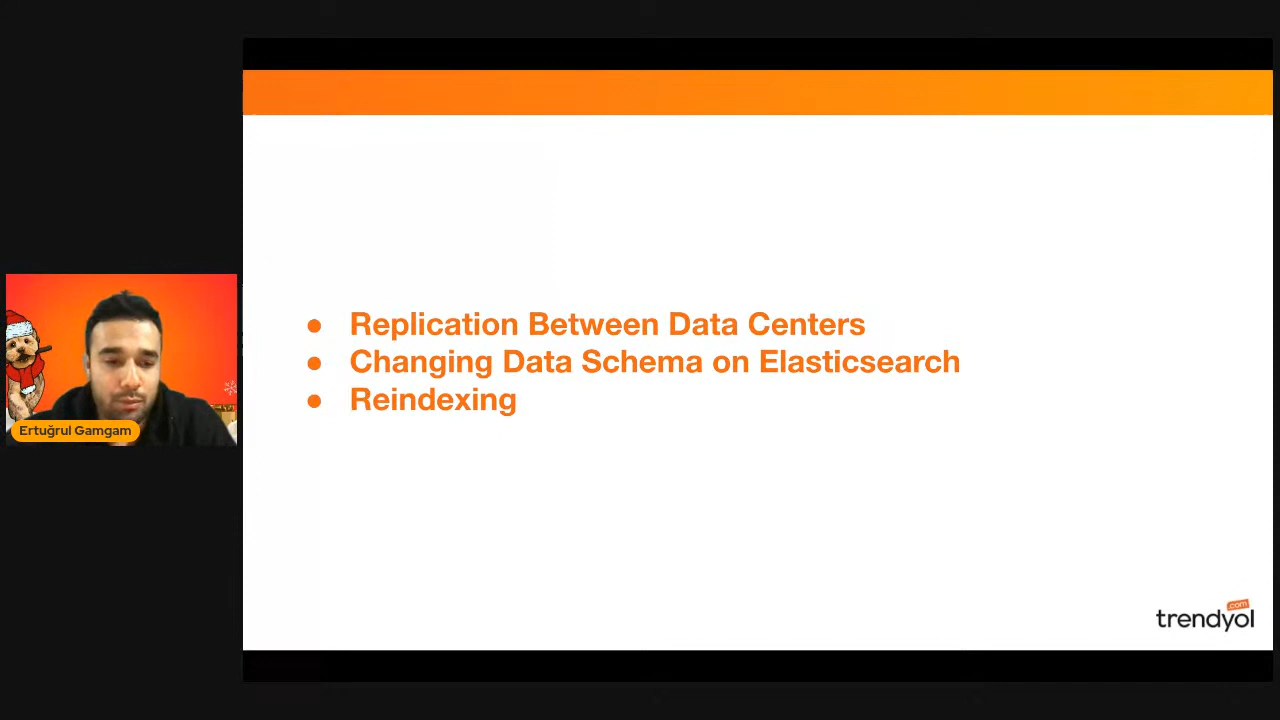 Replication Between Data Centers
Changing Data Schema on Elasticsearch
Reindexing
Ertuğrul Gamgam
.com
trendyol